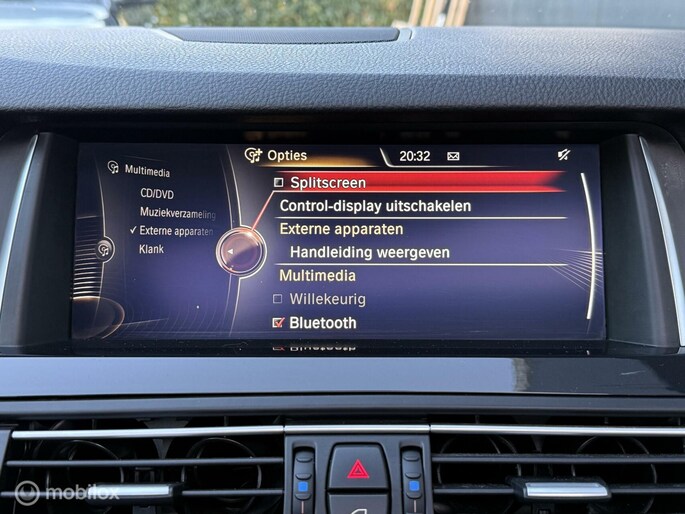 Opties
20:32
Multimedia
CD/DVD
Muziekverzameling
Externe apparaten
Klank
Splitscreen
Control-display uitschakelen
Externe apparaten
Handleiding weergeven
Multimedia
Willekeurig
Bluetooth
Bluetooth
mobilox